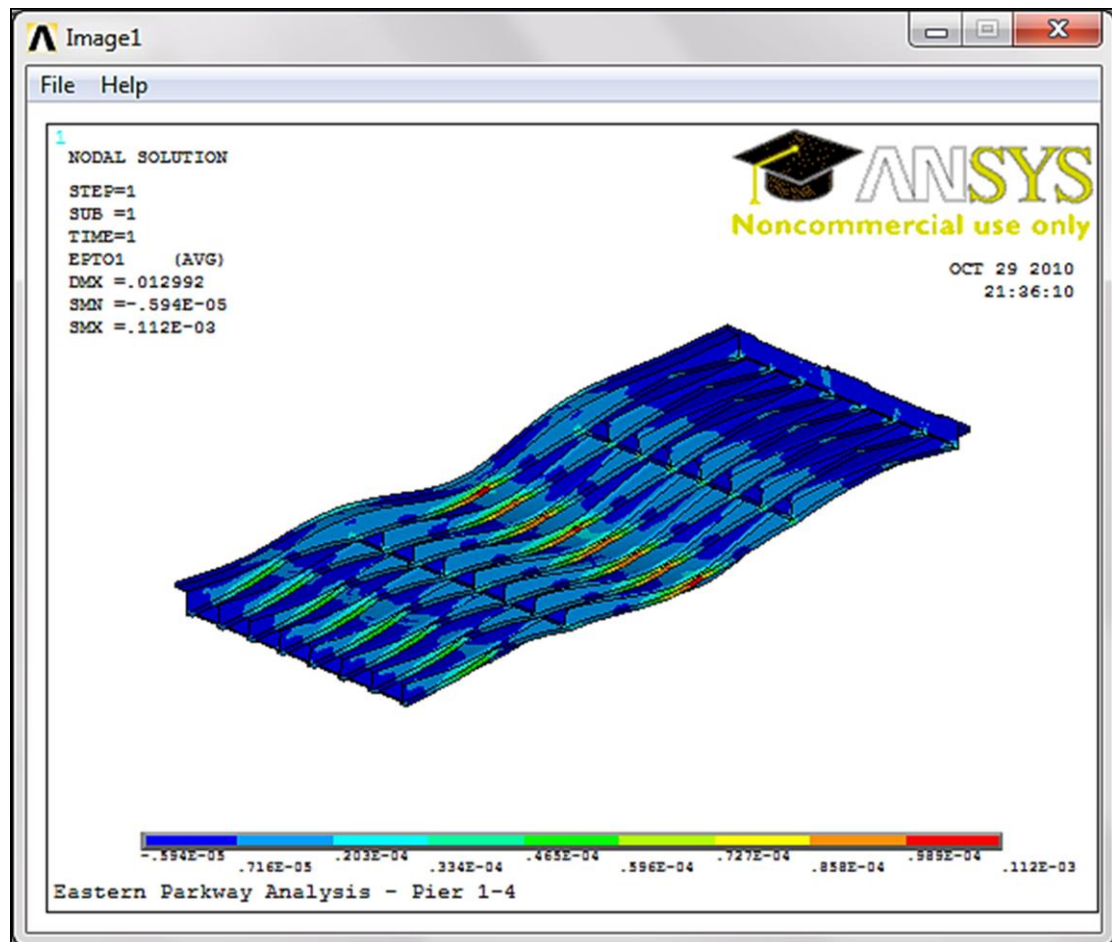 Image1
File Help
1
NODAL SOLUTION
STEP=1
SUB =1
TIME=1
EPTO1 (AVG)
DMX =.012992
SMN =-.594E-05
SMX =.112E-03
ANSYS
Noncommercial use only
OCT 29 2010
21:36:10
-.594E-05 .203E-04 .465E-04 .727E-04 .989E-04
.716E-05 .334E-04 .596E-04 .858E-04 .112E-03
Eastern Parkway Analysis - Pier 1-4